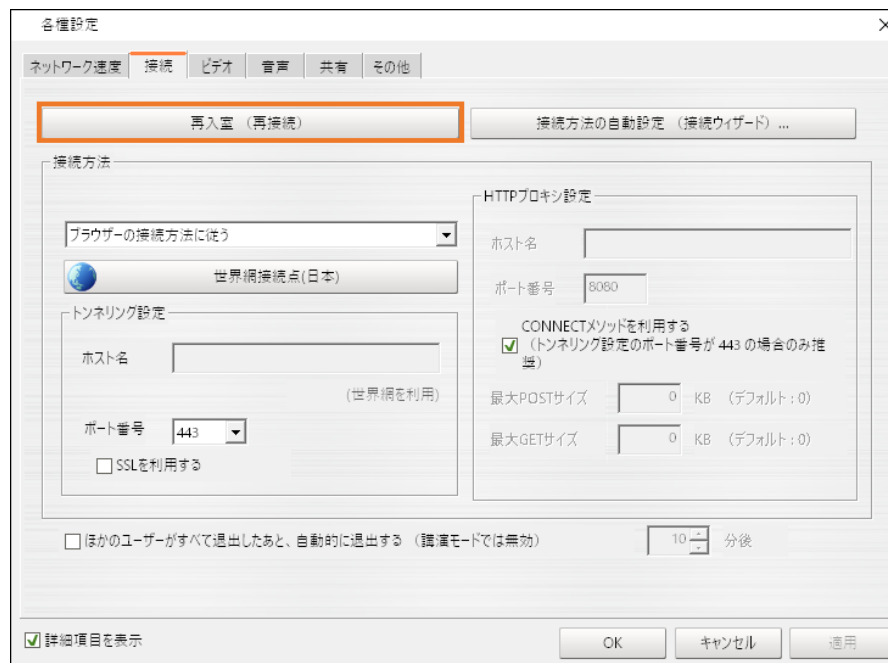 各種設定
ネットワーク速度 接続 ビデオ 音声 共有 その他
再入室 （再接続）
接続方法の自動設定 （接続ウィザード） ...
接続方法
ブラウザーの接続方法に従う
世界網接続点(日本)
トンネリング設定
ホスト名
(世界網を利用)
ポート番号 443
SSLを利用する
HTTPプロキシ設定
ホスト名
ポート番号 8080
CONNECTメソッドを利用する
（トンネリング設定のポート番号が 443 の場合のみ推
奨）
最大POSTサイズ 0 KB （デフォルト : 0）
最大GETサイズ 0 KB （デフォルト : 0）
ほかのユーザーがすべて退出したあと、自動的に退出する （講演モードでは無効） 10 分後
詳細項目を表示
OK キャンセル 適用